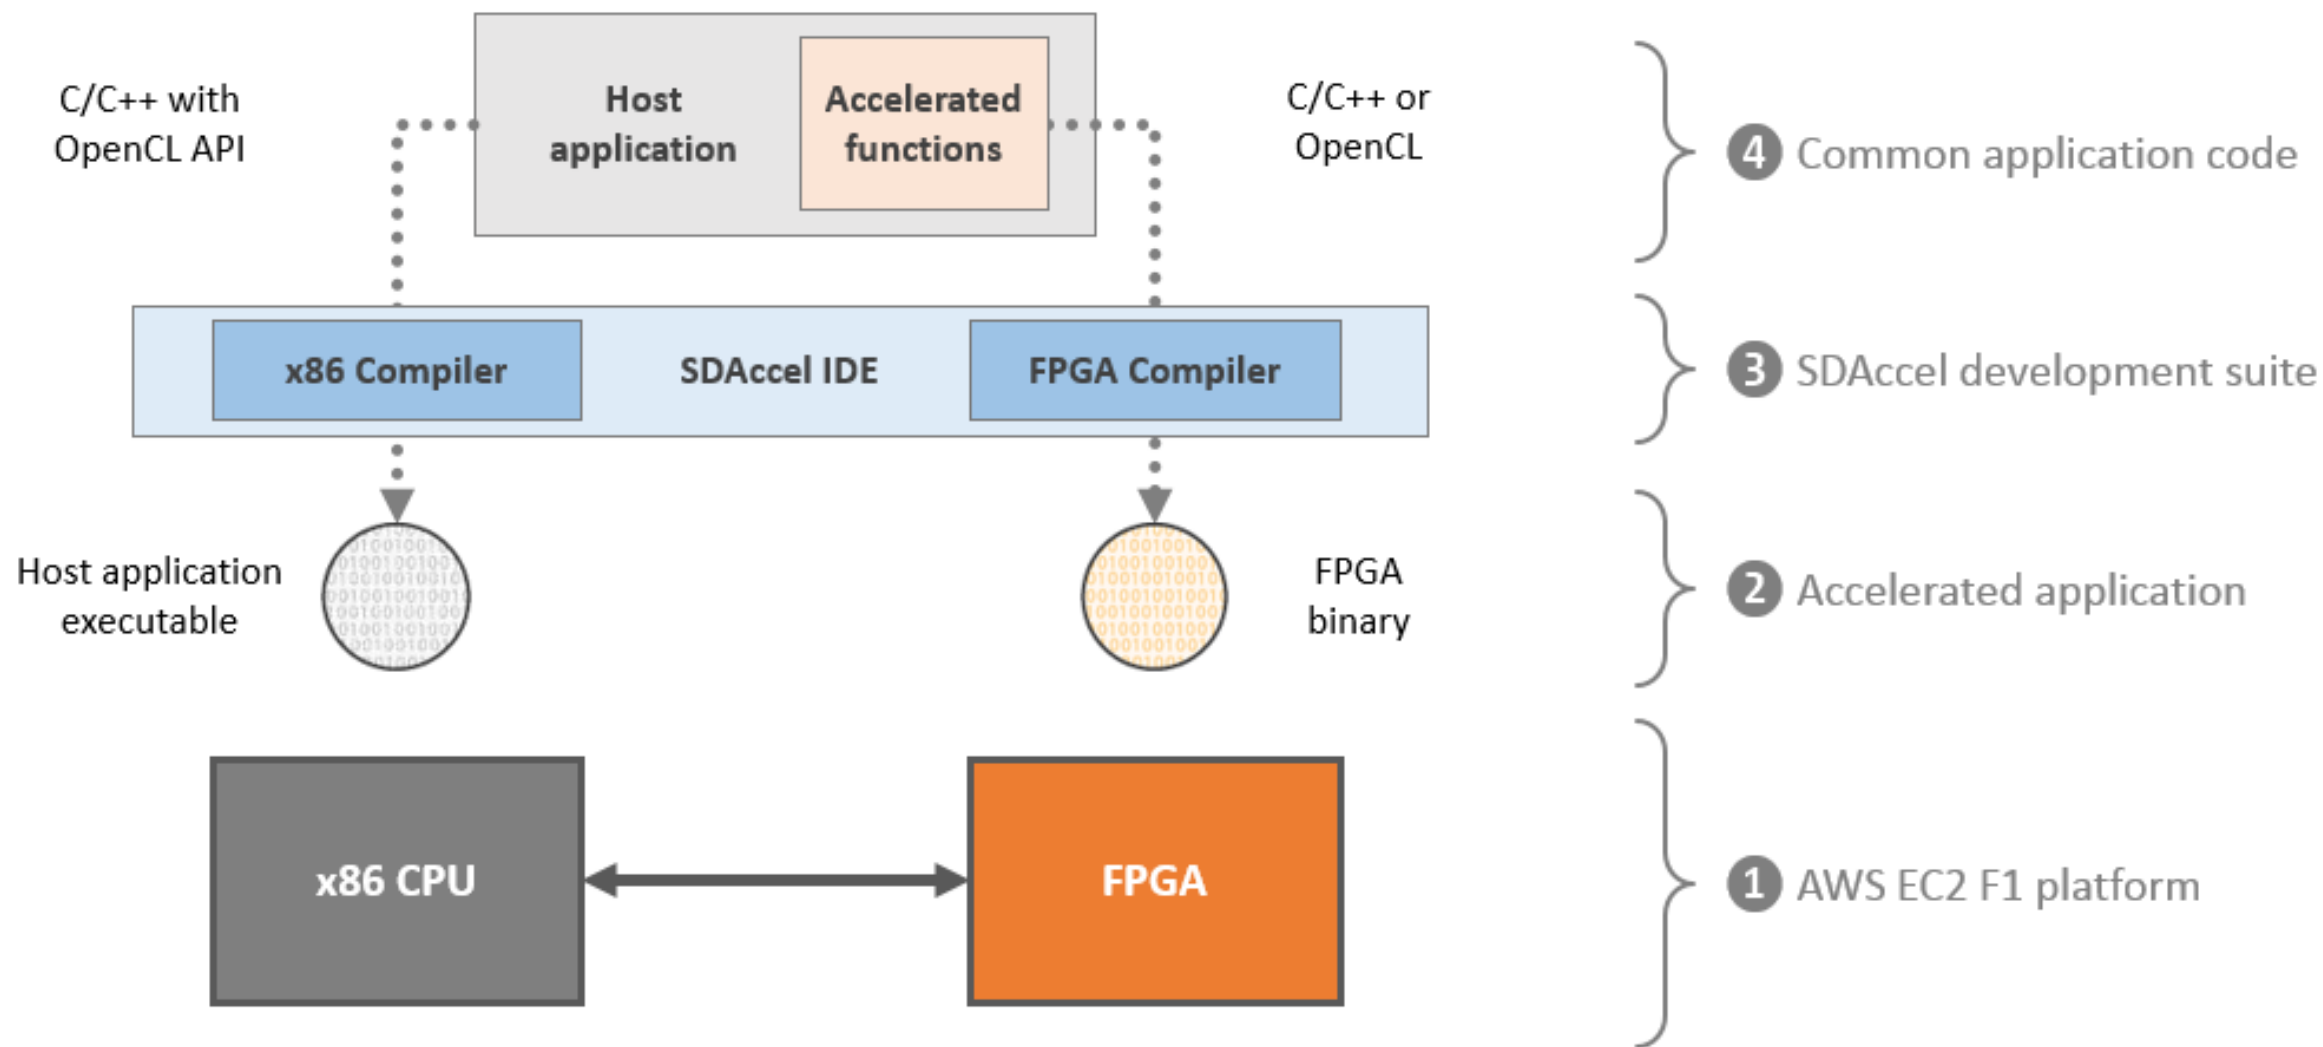 C/C++ with
OpenCL API
Host
application
Accelerated
functions
C/C++ or
OpenCL
4 Common application code
x86 Compiler
SDAccel IDE
FPGA Compiler
3 SDAccel development suite
Host application
executable
FPGA
binary
2 Accelerated application
x86 CPU
FPGA
1 AWS EC2 F1 platform